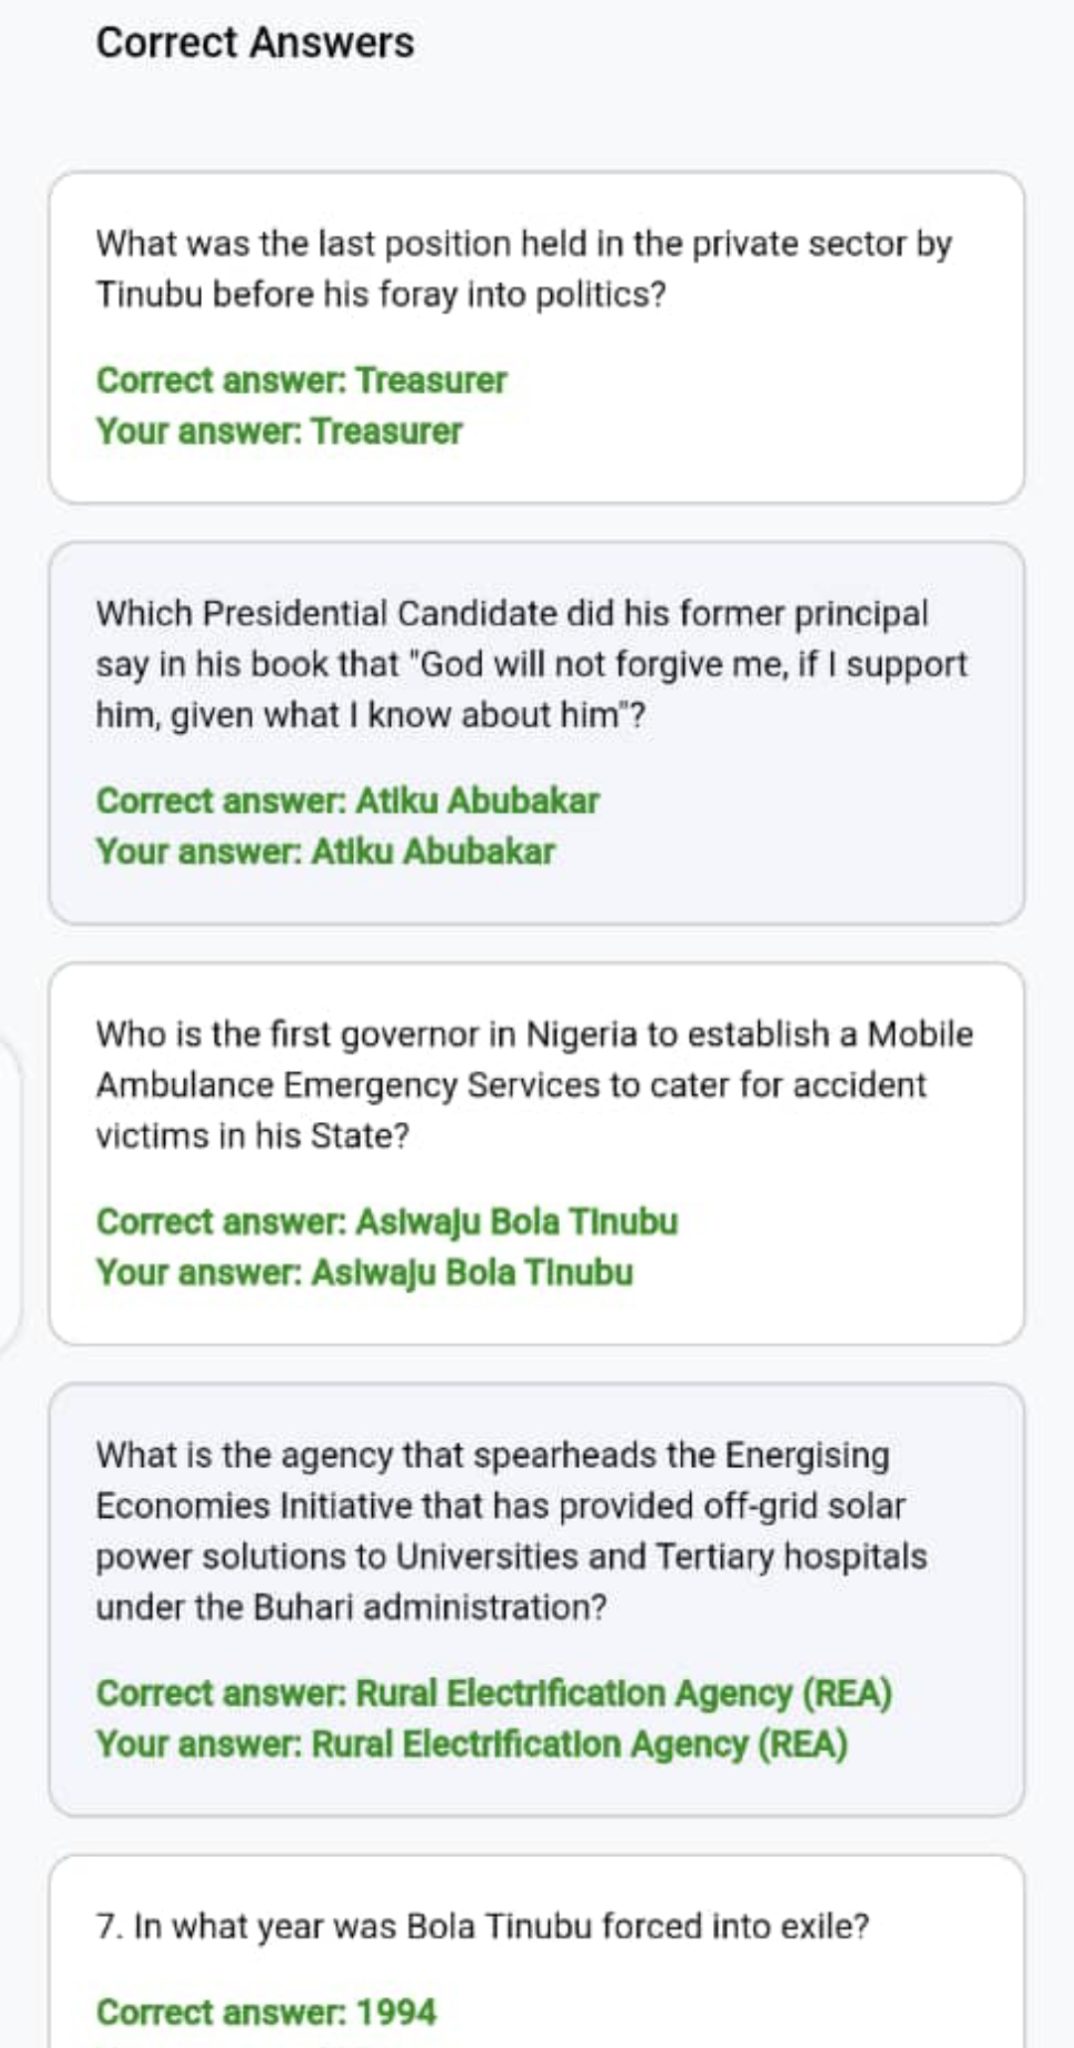 Correct Answers
What was the last position held in the private sector by
Tinubu before his foray into politics?
Correct answer: Treasurer
Your answer: Treasurer
Which Presidential Candidate did his former principal
say in his book that "God will not forgive me, if I support
him, given what I know about him"?
Correct answer: Atiku Abubakar
Your answer: Atiku Abubakar
Who is the first governor in Nigeria to establish a Mobile
Ambulance Emergency Services to cater for accident
victims in his State?
Correct answer: Asiwaju Bola Tinubu
Your answer: Asiwaju Bola Tinubu
What is the agency that spearheads the Energising
Economies Initiative that has provided off-grid solar
power solutions to Universities and Tertiary hospitals
under the Buhari administration?
Correct answer: Rural Electrification Agency (REA)
Your answer: Rural Electrification Agency (REA)
7. In what year was Bola Tinubu forced into exile?
Correct answer: 1994